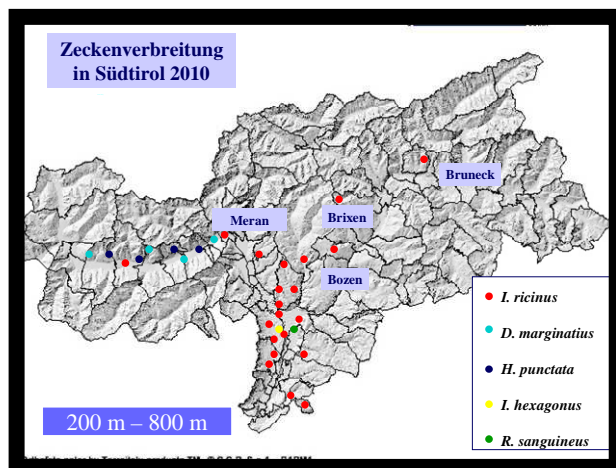 Zeckenverbreitung
in Südtirol 2010
Bruneck
Meran
Brixen
Bozen
I. ricinus
D. marginatius
H. punctata
I. hexagonus
R. sanguineus
200 m – 800 m